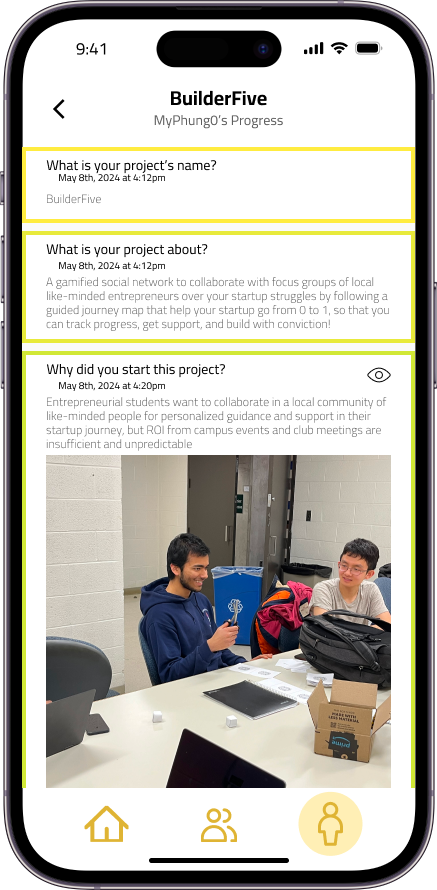 9:41
BuilderFive
MyPhung0's Progress
What is your project's name?
May 8th, 2024 at 4:12pm
BuilderFive
What is your project about?
May 8th, 2024 at 4:12pm
A gamified social network to collaborate with focus groups of local
like-minded entrepreneurs over your startup struggles by following a
guided journey map that help your startup go from 0 to 1, so that you
can track progress, get support, and build with conviction!
Why did you start this project?
May 8th, 2024 at 4:20pm
Entrepreneurial students want to collaborate in a local community of
like-minded people for personalized guidance and support in their
startup journey, but ROI from campus events and club meetings are
insufficient and unpredictable
MADE WITH
LESS MATERIAL
prime